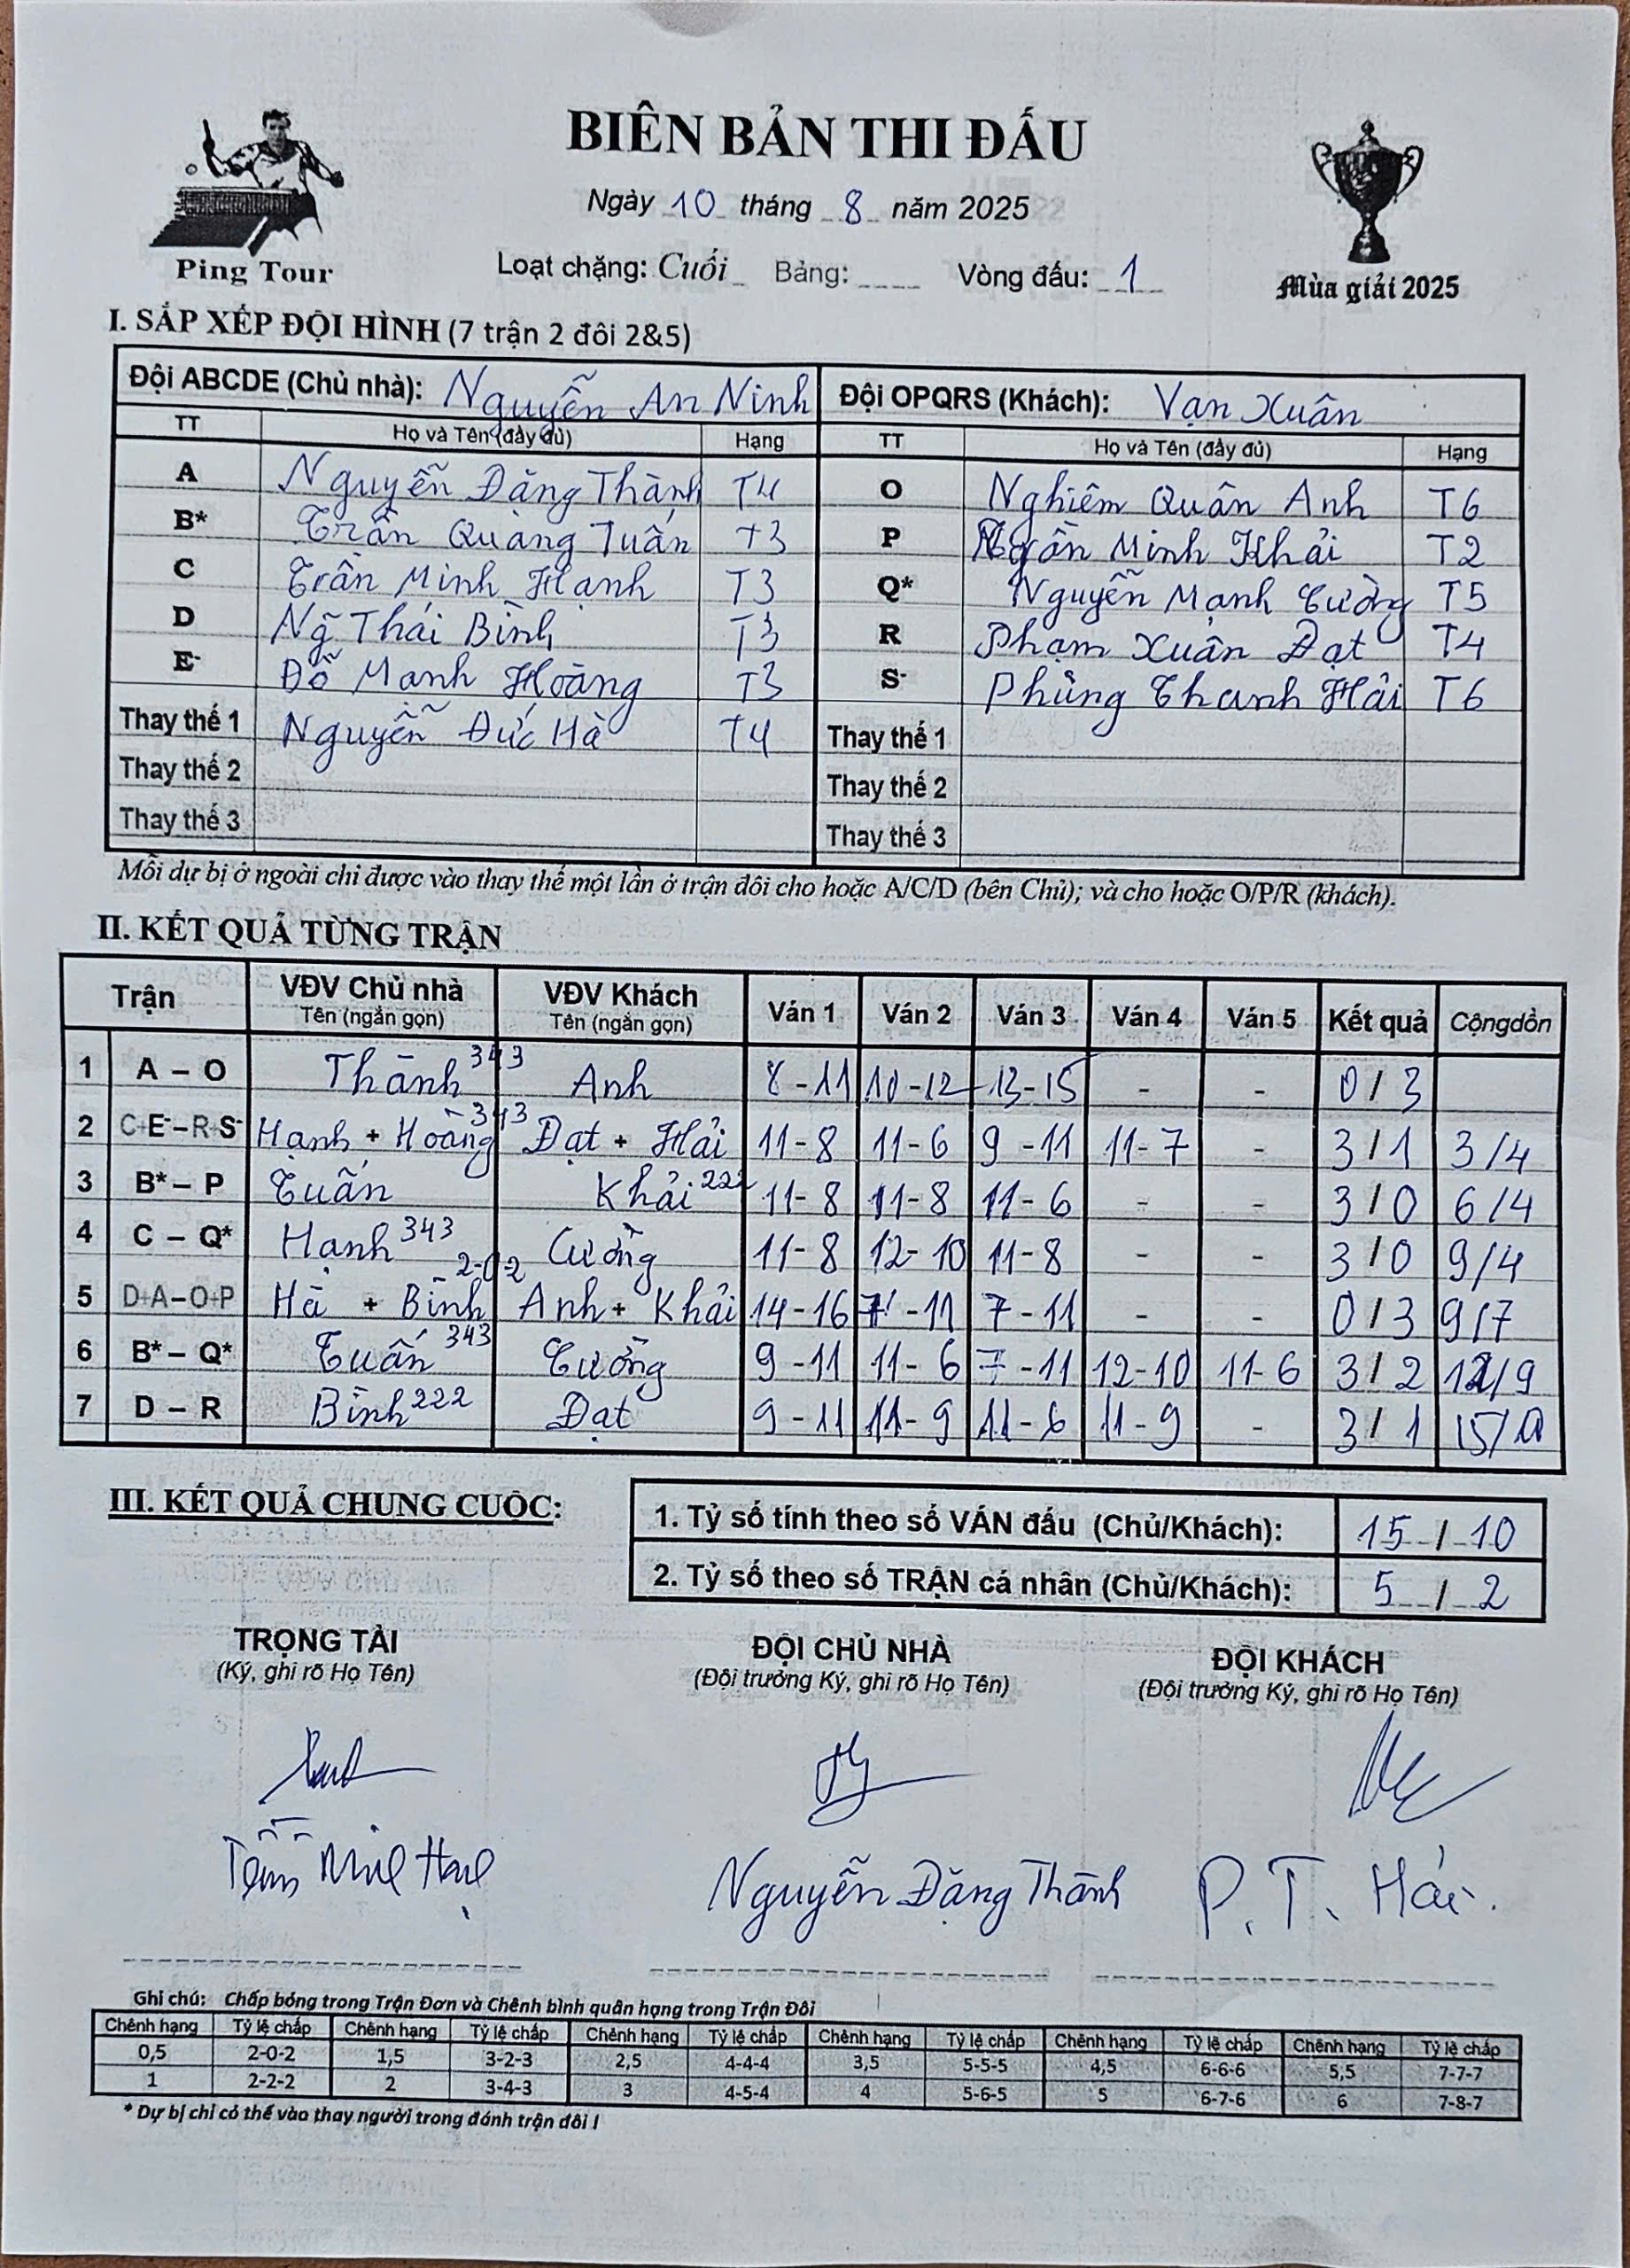 BIÊN BẢN THI ĐẤU
Ngày 10 tháng 8 năm 2025
Ping Tour
Loạt chặng: Cuối Bảng: ____ Vòng đấu: 1
Mùa giải 2025
I. SẮP XẾP ĐỘI HÌNH (7 trận 2 đôi 2&5)
Đội ABCDE (Chủ nhà): Nguyễn An Ninh Đội OPQRS (Khách): Vạn Xuân
TT Họ và Tên (đầy đủ) Hạng TT Họ và Tên (đầy đủ) Hạng
A Nguyễn Đăng Thành T4 O Nghiêm Quân Anh T6
B* Trần Quang Tuấn T3 P Minh Khải T2
C Trần Minh Hạnh T3 Q* Nguyễn Mạnh Cường T5
D Ng̃ Thái Bình T3 R Phạm Xuân Đạt T4
E- Đỗ Mạnh Hoàng T3 S- Phùng Thanh Hải T6
Thay thế 1 Nguyễn Đức Hà T4 Thay thế 1
Thay thế 2 Thay thế 2
Thay thế 3 Thay thế 3
Mỗi dự bị ở ngoài chỉ được vào thay thế một lần ở trận đôi cho hoặc A/C/D (bên Chủ); và cho hoặc O/P/R (khách).
II. KẾT QUẢ TỪNG TRẬN
Trận VĐV Chủ nhà VĐV Khách Ván 1 Ván 2 Ván 3 Ván 4 Ván 5 Kết quả Cộngdồn
Tên (ngắn gọn) Tên (ngắn gọn)
1 A – O Thành 343 Anh 8-11 10-12 13-15 - - 0/3
2 C+E-–R+S- Hạnh + Hoàng 343 Đạt + Hải 11-8 11-6 9-11 11-7 - 3/1 3/4
3 B*– P Tuấn Khải 222 11-8 11-8 11-6 - - 3/0 6/4
4 C – Q* Hạnh 343 Cường 11-8 12-10 11-8 - - 3/0 9/4
5 D+A–O+P Hà + Bình 2-0-2 Anh + Khải 14-16 7-11 7-11 - - 0/3 9/7
6 B*– Q* Tuấn 343 Cường 9-11 11-6 7-11 12-10 11-6 3/2 12/9
7 D – R Bình 222 Đạt 9-11 11-9 11-6 11-9 - 3/1 15/10
III. KẾT QUẢ CHUNG CUỘC:
1. Tỷ số tính theo số VÁN đấu (Chủ/Khách): 15 / 10
2. Tỷ số theo số TRẬN cá nhân (Chủ/Khách): 5 / 2
TRỌNG TÀI ĐỘI CHỦ NHÀ ĐỘI KHÁCH
(Ký, ghi rõ Họ Tên) (Đội trưởng Ký, ghi rõ Họ Tên) (Đội trưởng Ký, ghi rõ Họ Tên)
Trần Minh Hạnh Nguyễn Đăng Thành P. T. Hải.
Ghi chú: Chấp bóng trong Trận Đơn và Chênh bình quân hạng trong Trận Đôi
Chênh hạng Tỷ lệ chấp Chênh hạng Tỷ lệ chấp Chênh hạng Tỷ lệ chấp Chênh hạng Tỷ lệ chấp Chênh hạng Tỷ lệ chấp Chênh hạng Tỷ lệ chấp
0,5 2-0-2 1,5 3-2-3 2,5 4-4-4 3,5 5-5-5 4,5 6-6-6 5,5 7-7-7
1 2-2-2 2 3-4-3 3 4-5-4 4 5-6-5 5 6-7-6 6 7-8-7
* Dự bị chỉ có thể vào thay người trong đánh trận đôi !